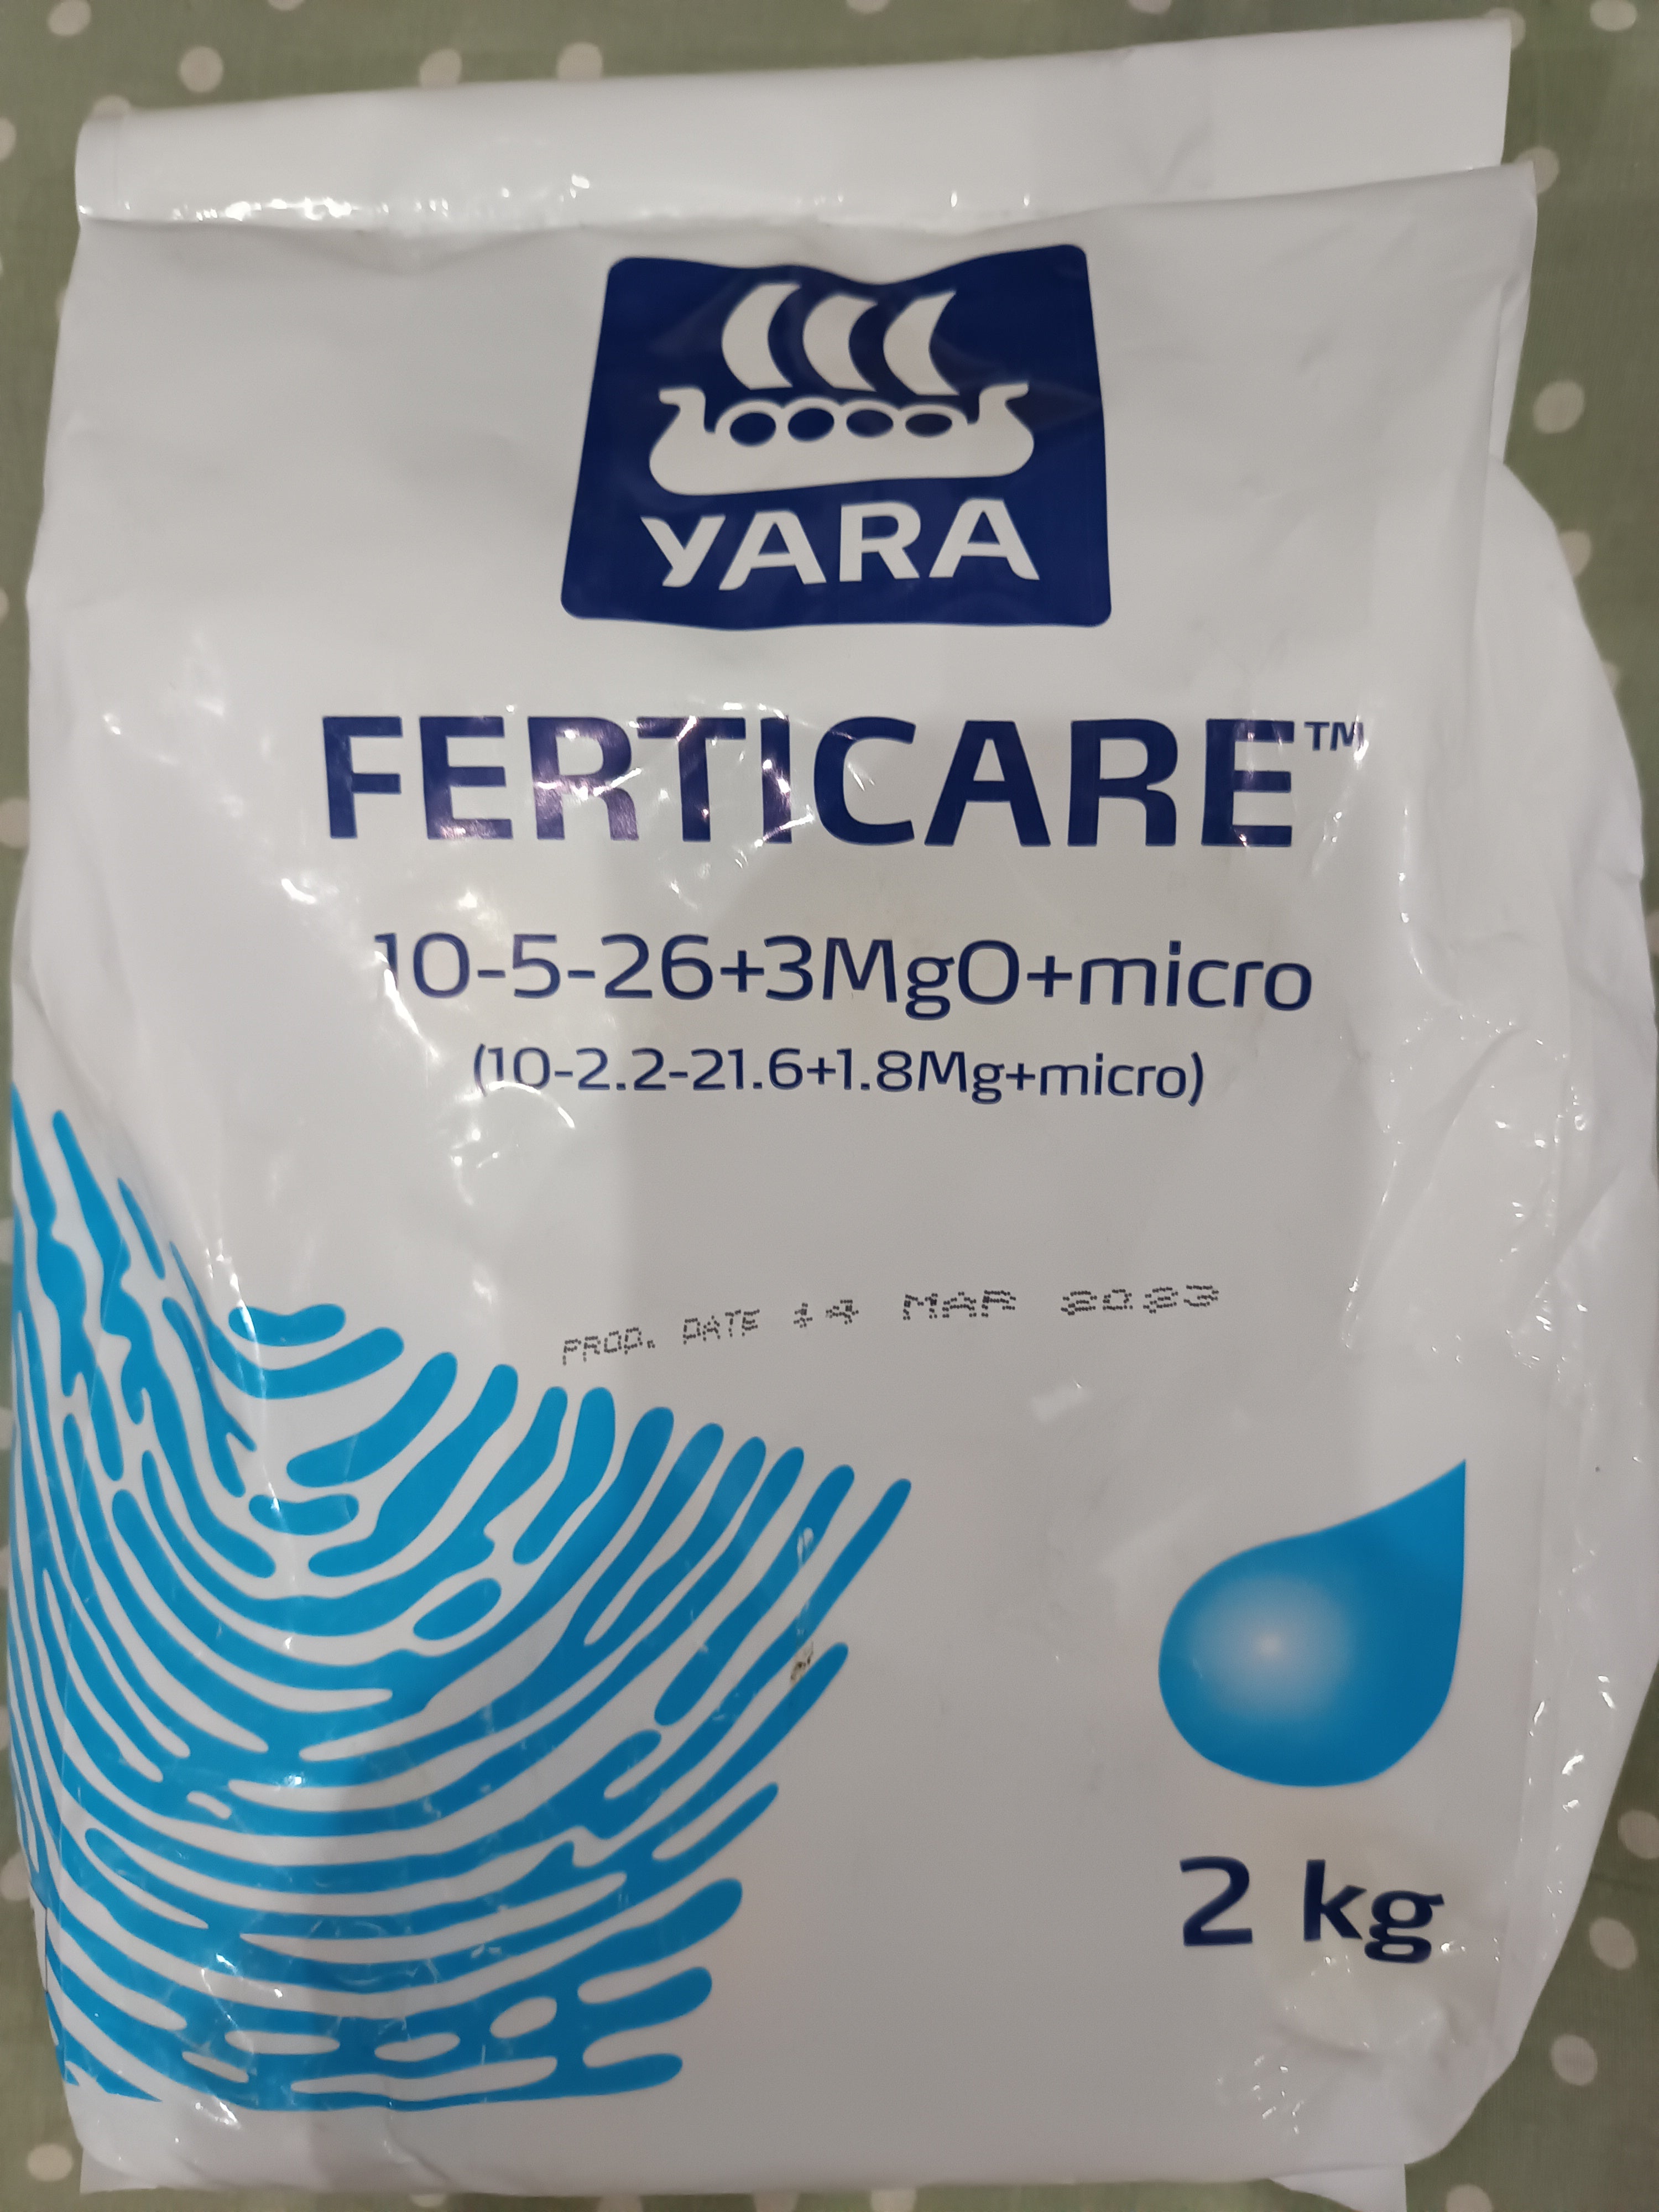 YARA
FERTICARE™
10-5-26+3MgO+micro
(10-2.2-21.6+1.8Mg+micro)
PROD. DATE 14 MAR 2023
2 kg